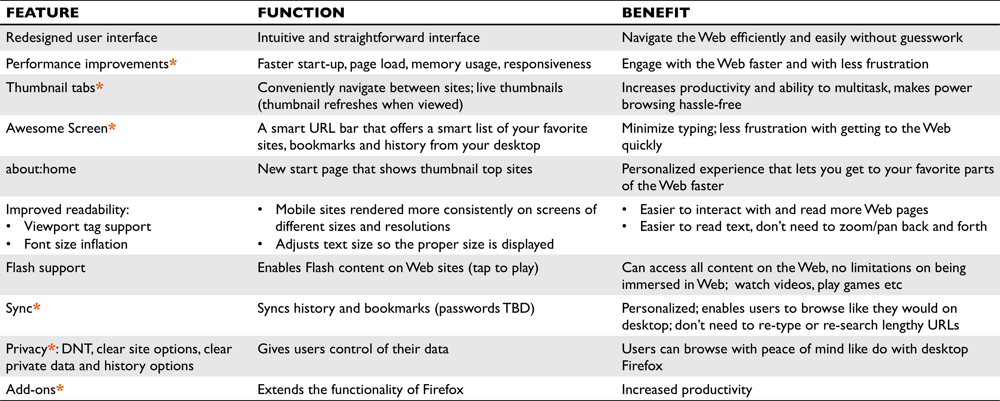 FEATURE FUNCTION BENEFIT
Redesigned user interface Intuitive and straightforward interface Navigate the Web efficiently and easily without guesswork
Performance improvements* Faster start-up, page load, memory usage, responsiveness Engage with the Web faster and with less frustration
Thumbnail tabs* Conveniently navigate between sites; live thumbnails Increases productivity and ability to multitask, makes power
(thumbnail refreshes when viewed) browsing hassle-free
Awesome Screen* A smart URL bar that offers a smart list of your favorite Minimize typing; less frustration with getting to the Web
sites, bookmarks and history from your desktop quickly
about:home New start page that shows thumbnail top sites Personalized experience that lets you get to your favorite parts
of the Web faster
Improved readability: • Mobile sites rendered more consistently on screens of • Easier to interact with and read more Web pages
• Viewport tag support different sizes and resolutions • Easier to read text, don't need to zoom/pan back and forth
• Font size inflation • Adjusts text size so the proper size is displayed
Flash support Enables Flash content on Web sites (tap to play) Can access all content on the Web, no limitations on being
immersed in Web;  watch videos, play games etc
Sync* Syncs history and bookmarks (passwords TBD) Personalized; enables users to browse like they would on
desktop; don't need to re-type or re-search lengthy URLs
Privacy*: DNT, clear site options, clear Gives users control of their data Users can browse with peace of mind like do with desktop
private data and history options Firefox
Add-ons* Extends the functionality of Firefox Increased productivity